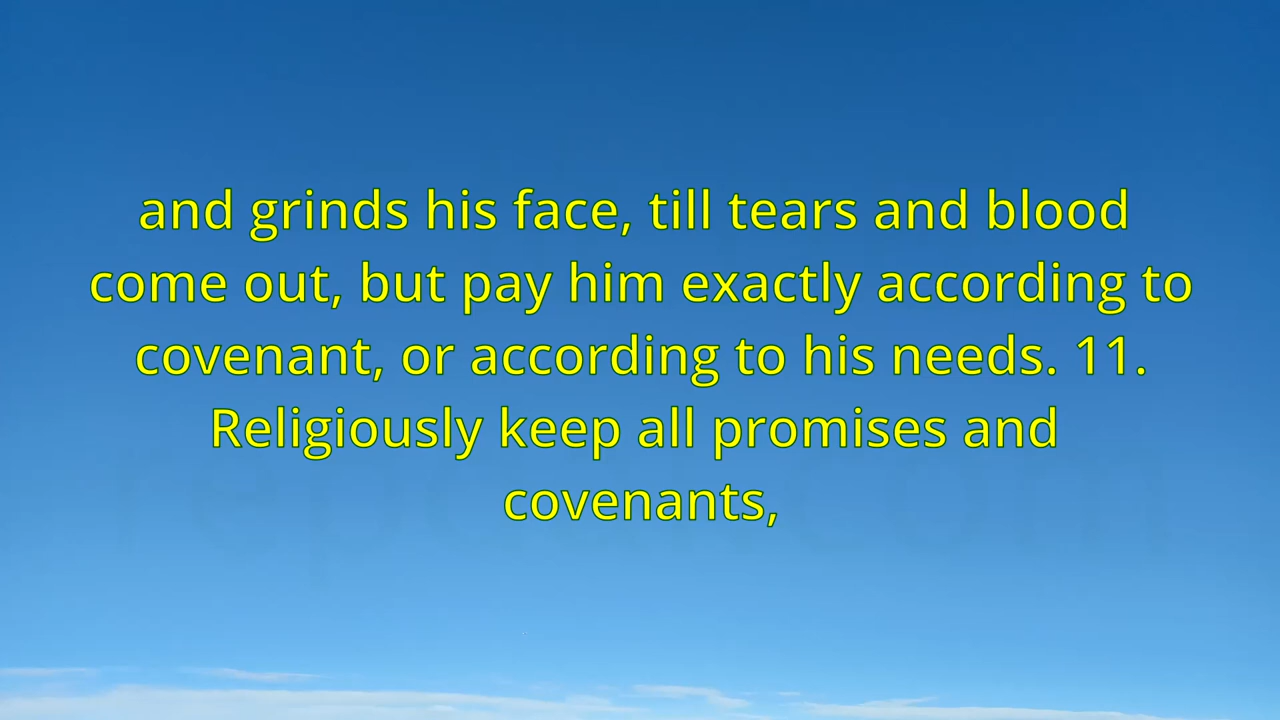 and grinds his face, till tears and blood
come out, but pay him exactly according to
covenant, or according to his needs. 11.
Religiously keep all promises and
covenants,